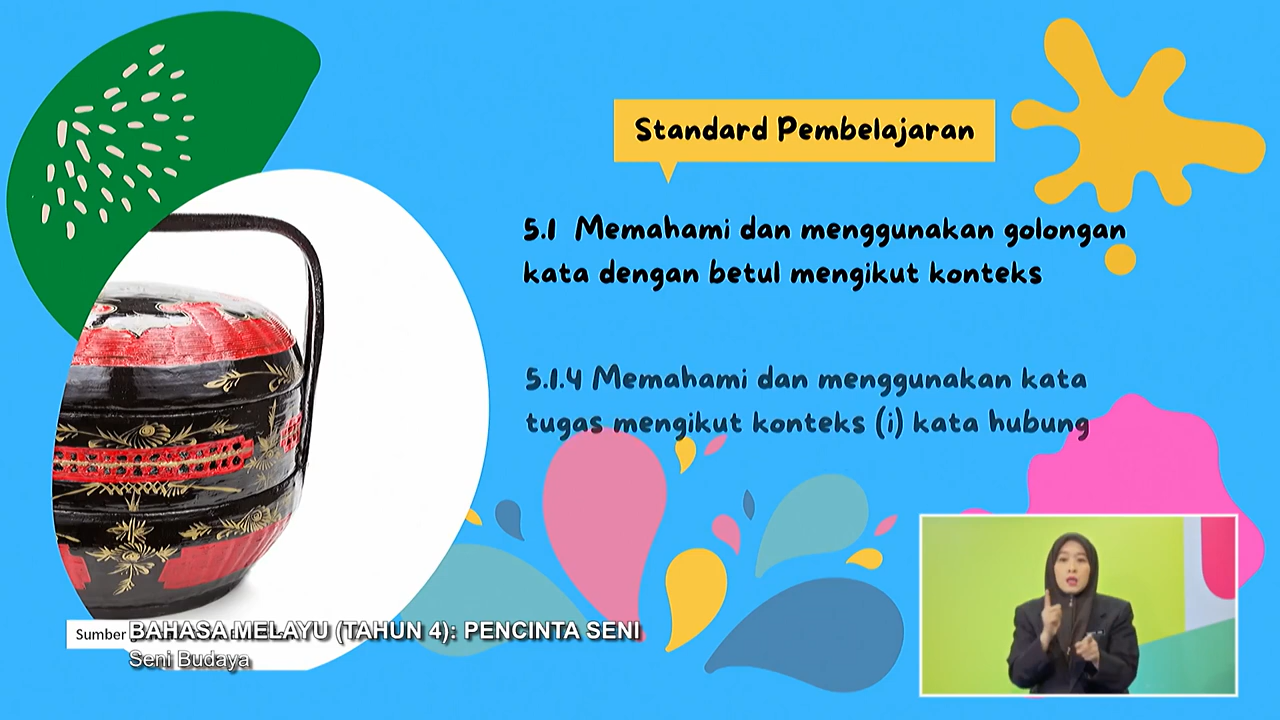 Standard Pembelajaran
5.1 Memahami dan menggunakan golongan
kata dengan betul mengikut konteks
5.1.4 Memahami dan menggunakan kata
tugas mengikut konteks (i) kata hubung
Sumber
BAHASA MELAYU (TAHUN 4): PENCINTA SENI
Seni Budaya